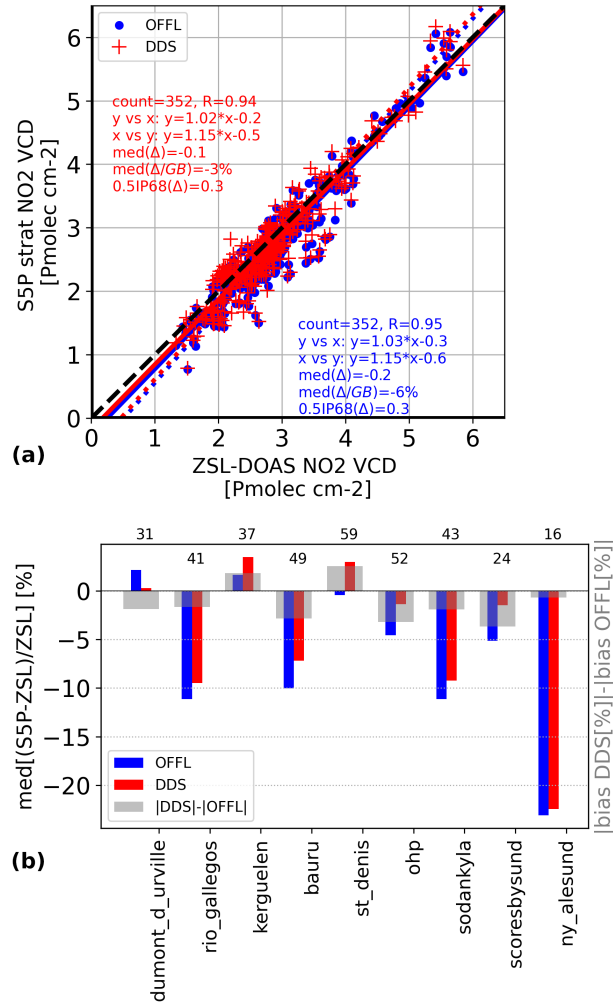 OFFL
DDS
count=352, R=0.94
y vs x: y=1.02*x-0.2
x vs y: y=1.15*x-0.5
med(Δ)=-0.1
med(Δ/GB)=-3%
0.5IP68(Δ)=0.3
count=352, R=0.95
y vs x: y=1.03*x-0.3
x vs y: y=1.15*x-0.6
med(Δ)=-0.2
med(Δ/GB)=-6%
0.5IP68(Δ)=0.3
S5P strat NO2 VCD
[Pmolec cm-2]
6
5
4
3
2
1
0
0 1 2 3 4 5 6
ZSL-DOAS NO2 VCD
[Pmolec cm-2]
(a)
31 41 37 49 59 52 43 24 16
med[(S5P-ZSL)/ZSL] [%]
0
−5
−10
−15
−20
OFFL
DDS
|DDS|-|OFFL|
|bias DDS[%]|-|bias OFFL[%]|
dumont_d_urville
rio_gallegos
kerguelen
bauru
st_denis
ohp
sodankyla
scoresbysund
ny_alesund
(b)